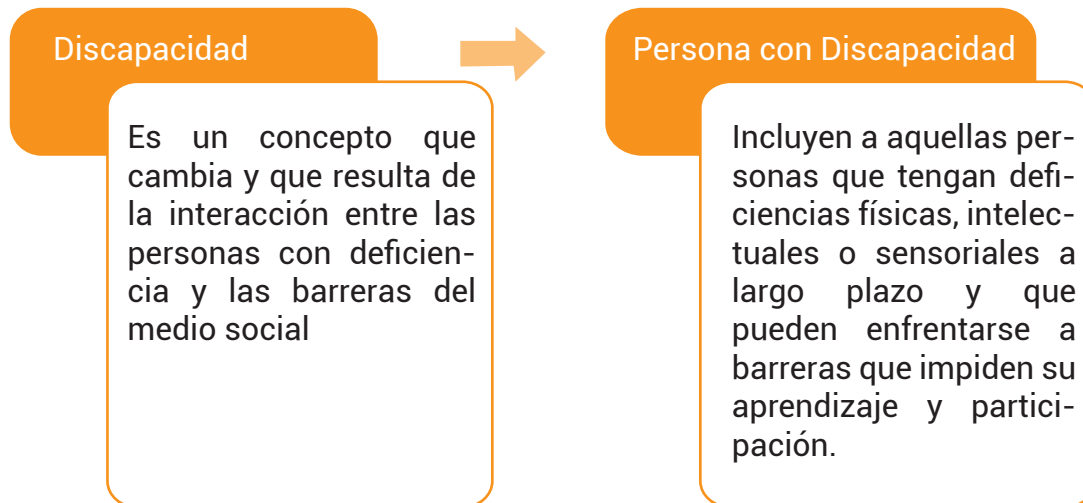 Discapacidad
Es un concepto que
cambia y que resulta de
la interacción entre las
personas con deficien-
cia y las barreras del
medio social
Persona con Discapacidad
Incluyen a aquellas per-
sonas que tengan defi-
ciencias físicas, intelec-
tuales o sensoriales a
largo plazo y que
pueden enfrentarse a
barreras que impiden su
aprendizaje y partici-
pación.